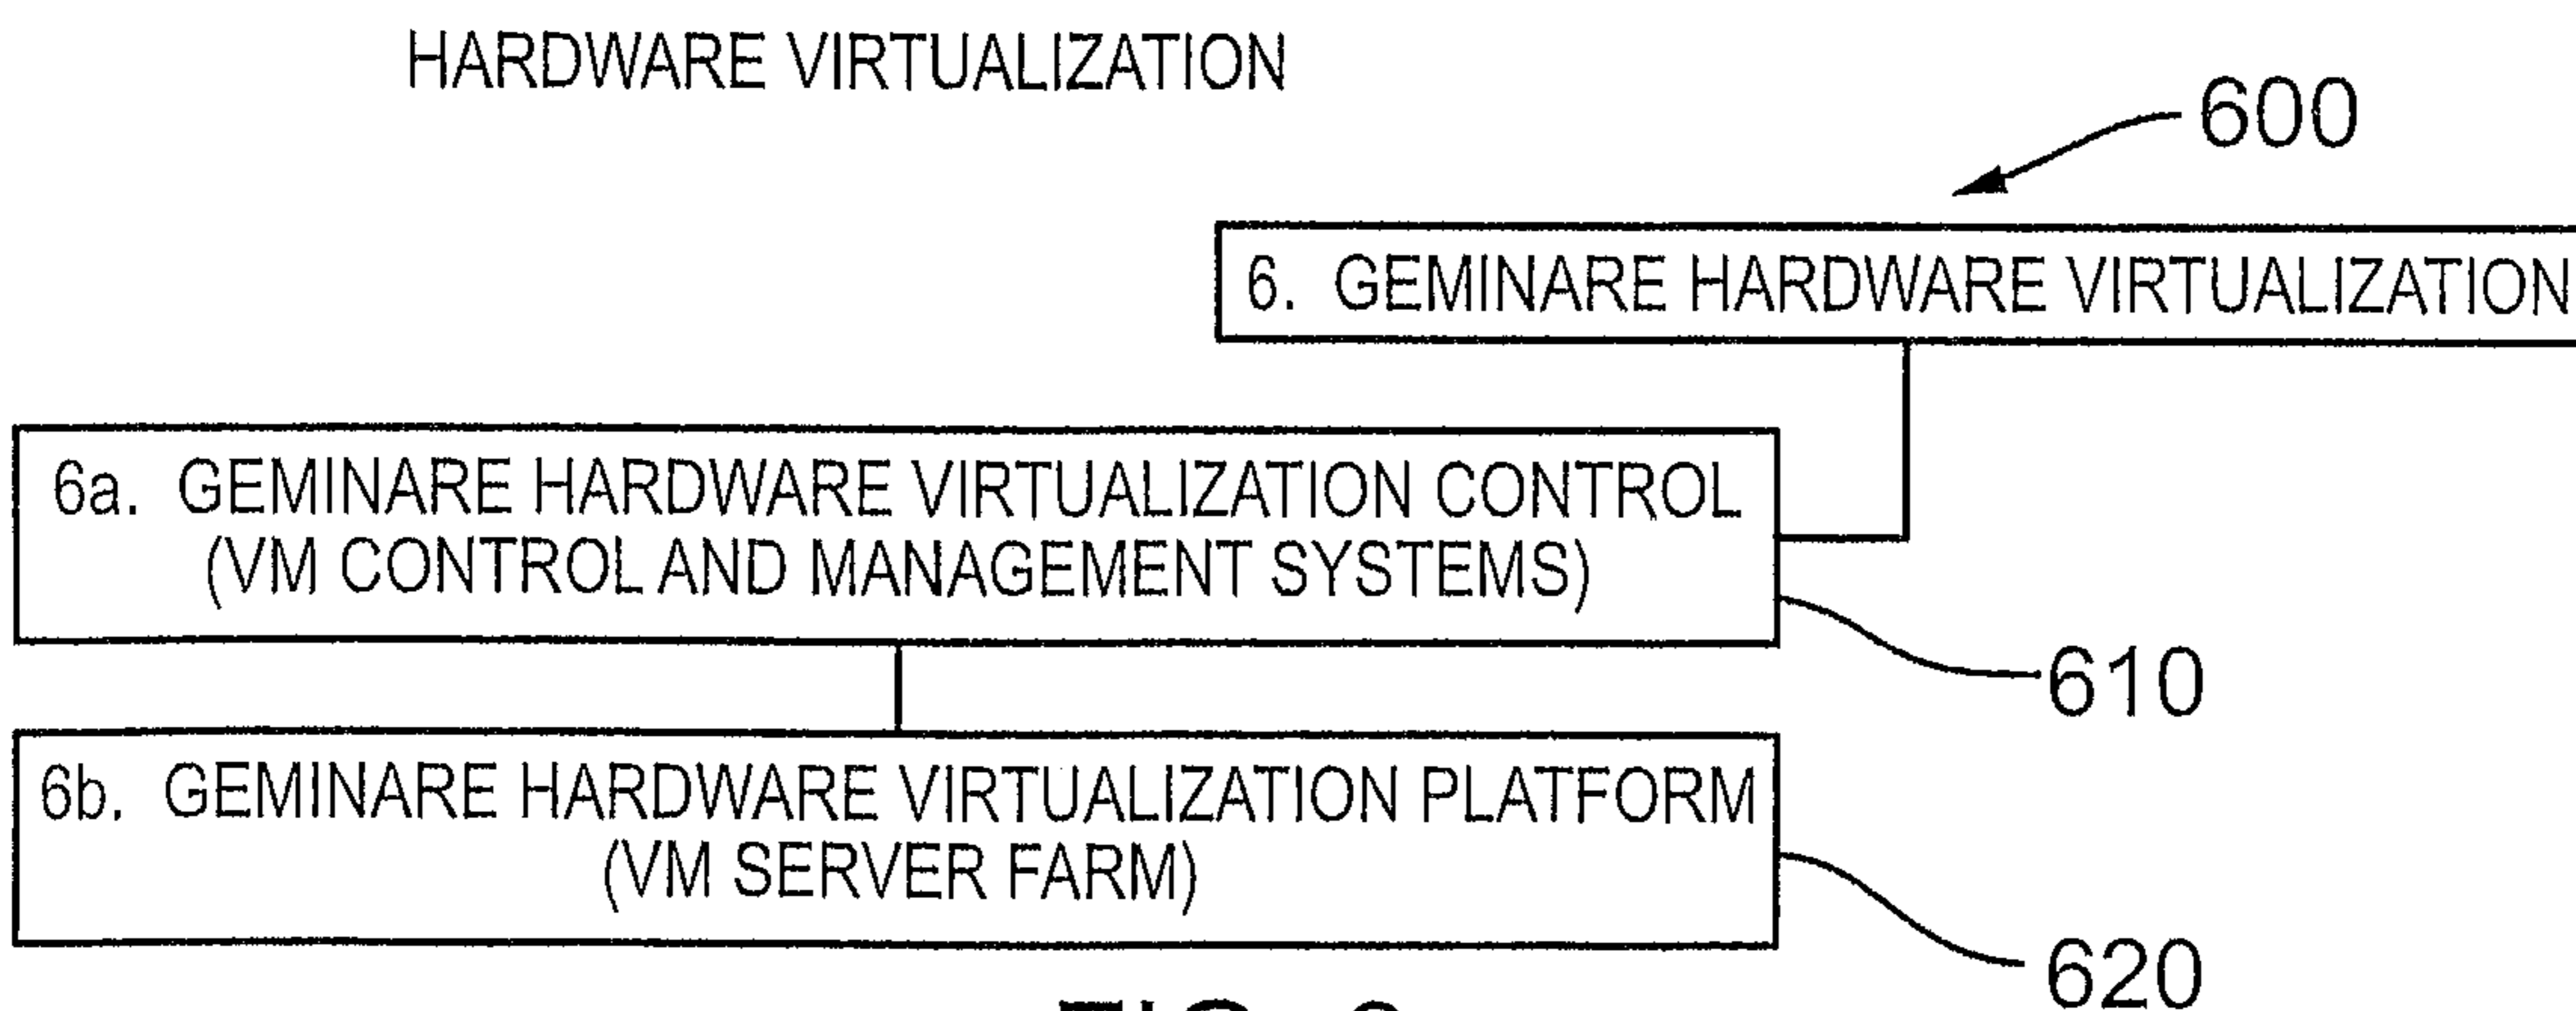 HARDWARE VIRTUALIZATION
600
6. GEMINARE HARDWARE VIRTUALIZATION
6a. GEMINARE HARDWARE VIRTUALIZATION CONTROL
(VM CONTROL AND MANAGEMENT SYSTEMS)
610
6b. GEMINARE HARDWARE VIRTUALIZATION PLATFORM
(VM SERVER FARM)
620